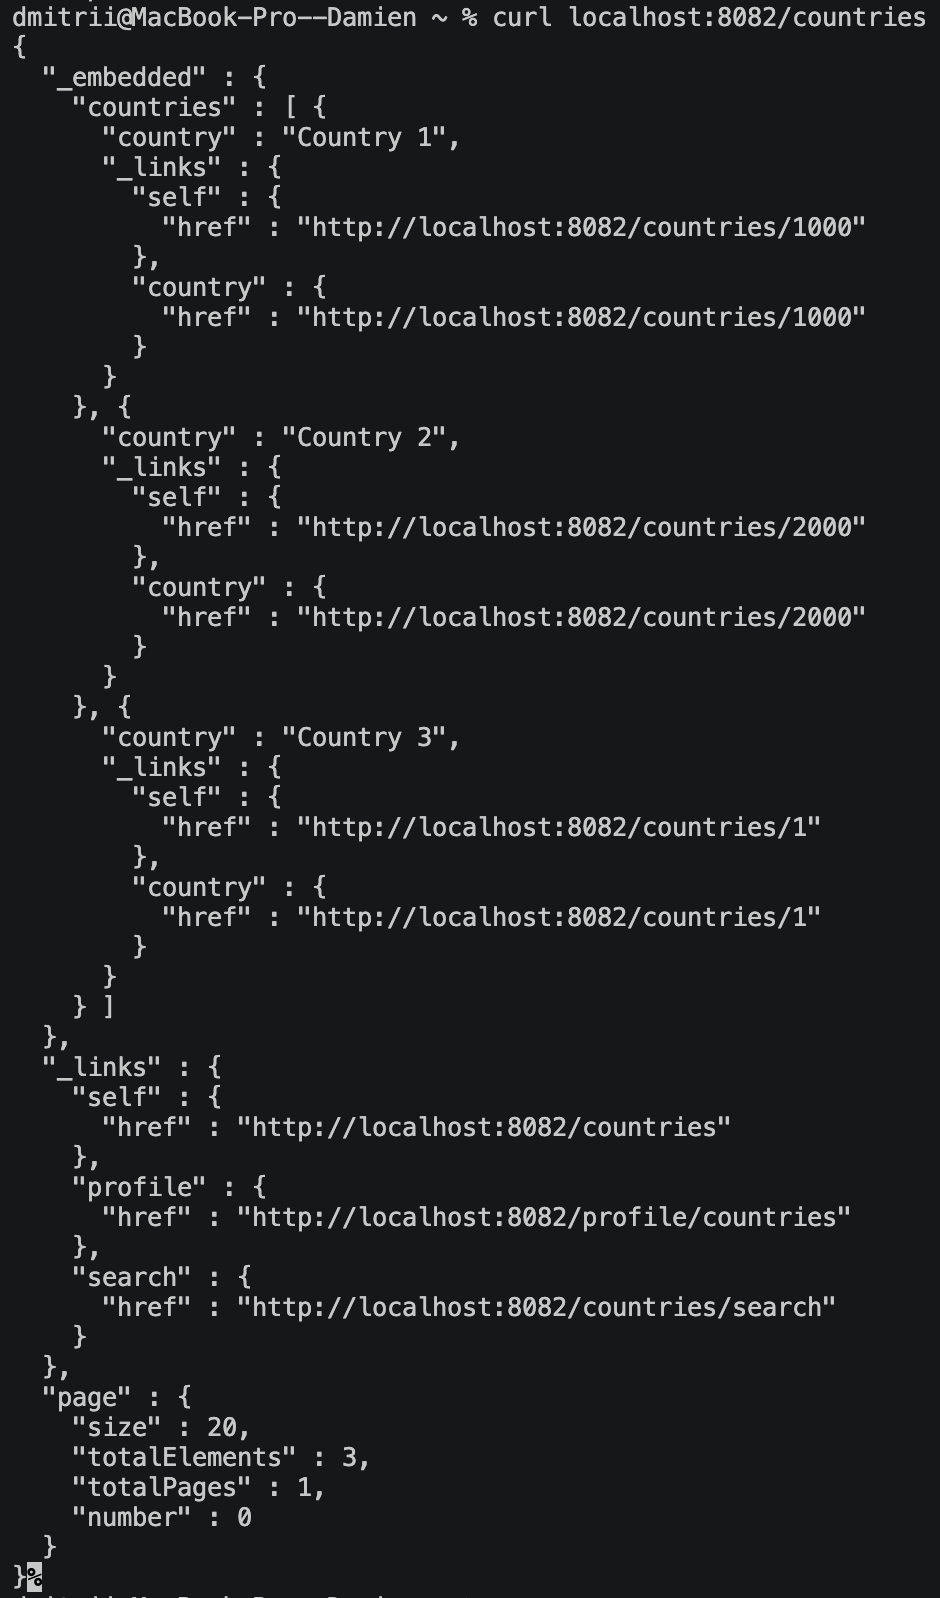 dmitrii@MacBook-Pro--Damien ~ % curl localhost:8082/countries
{
  "_embedded" : {
    "countries" : [ {
      "country" : "Country 1",
      "_links" : {
        "self" : {
          "href" : "http://localhost:8082/countries/1000"
        },
        "country" : {
          "href" : "http://localhost:8082/countries/1000"
        }
      }
    }, {
      "country" : "Country 2",
      "_links" : {
        "self" : {
          "href" : "http://localhost:8082/countries/2000"
        },
        "country" : {
          "href" : "http://localhost:8082/countries/2000"
        }
      }
    }, {
      "country" : "Country 3",
      "_links" : {
        "self" : {
          "href" : "http://localhost:8082/countries/1"
        },
        "country" : {
          "href" : "http://localhost:8082/countries/1"
        }
      }
    } ]
  },
  "_links" : {
    "self" : {
      "href" : "http://localhost:8082/countries"
    },
    "profile" : {
      "href" : "http://localhost:8082/profile/countries"
    },
    "search" : {
      "href" : "http://localhost:8082/countries/search"
    }
  },
  "page" : {
    "size" : 20,
    "totalElements" : 3,
    "totalPages" : 1,
    "number" : 0
  }
}%